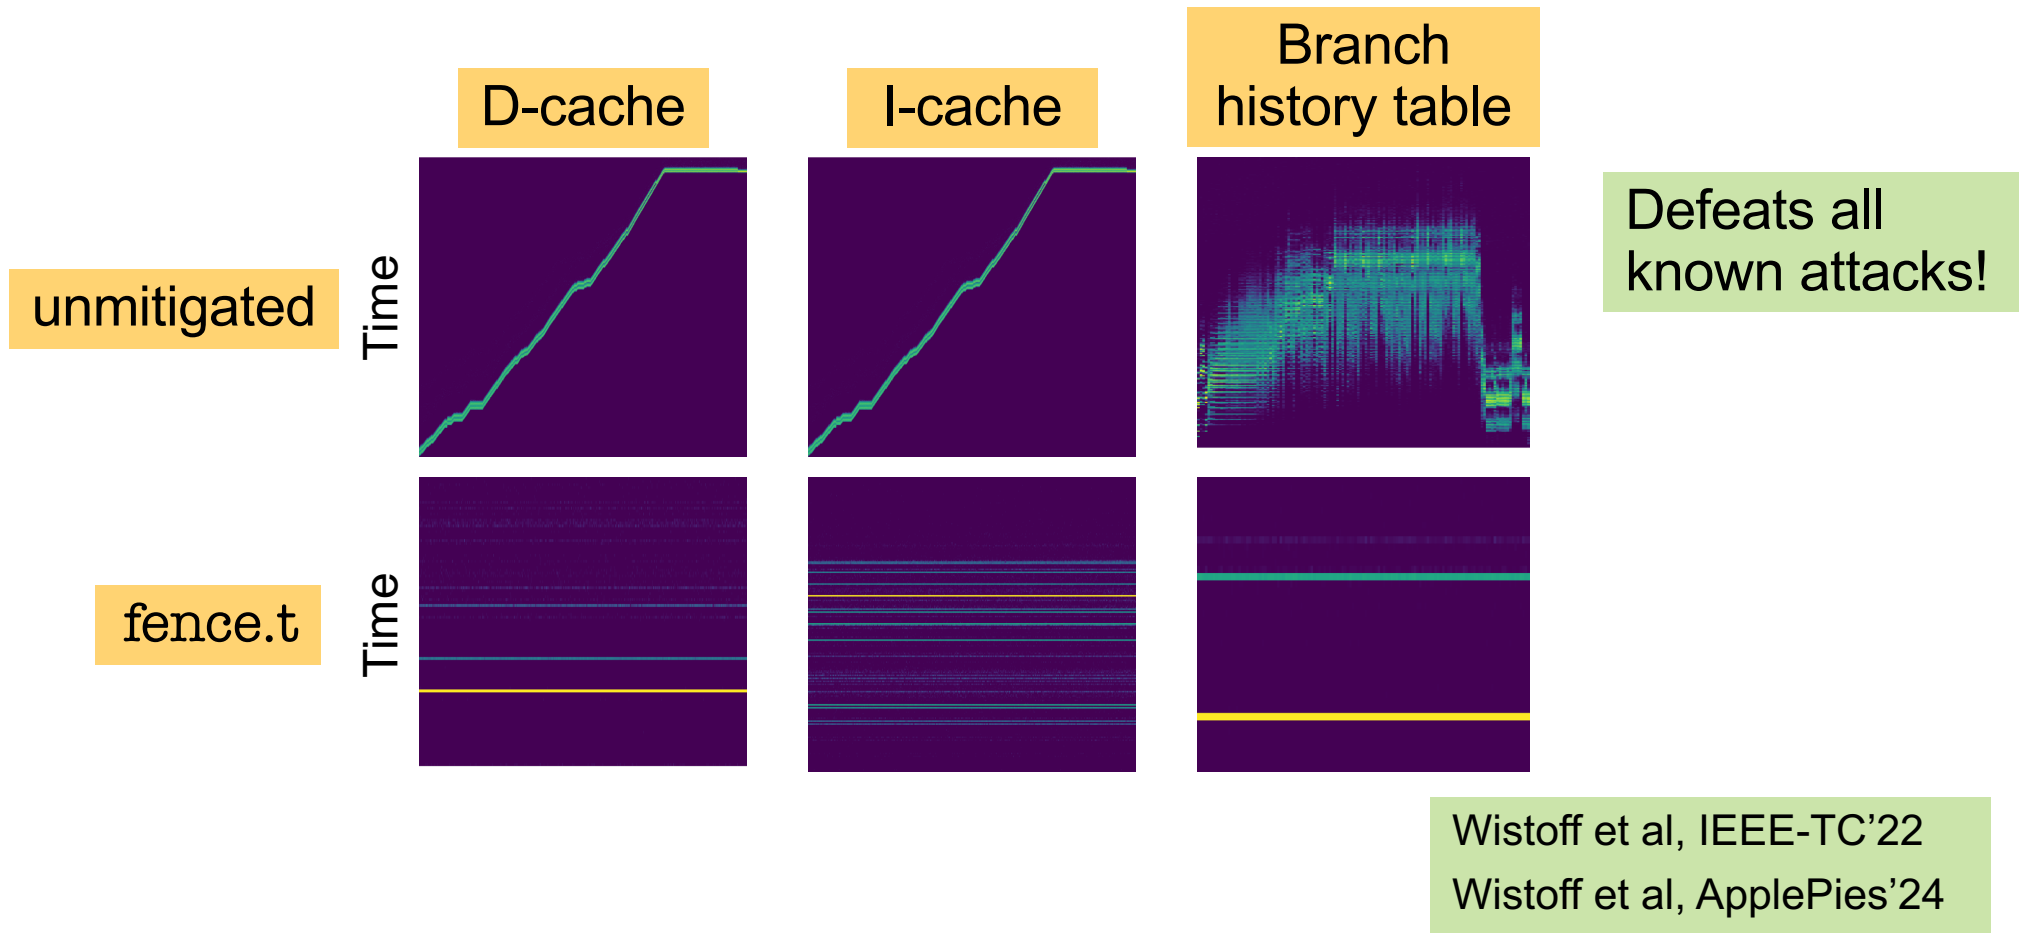 D-cache
I-cache
Branch
history table
unmitigated
Time
Defeats all
known attacks!
fence.t
Time
Wistoff et al, IEEE-TC’22
Wistoff et al, ApplePies’24